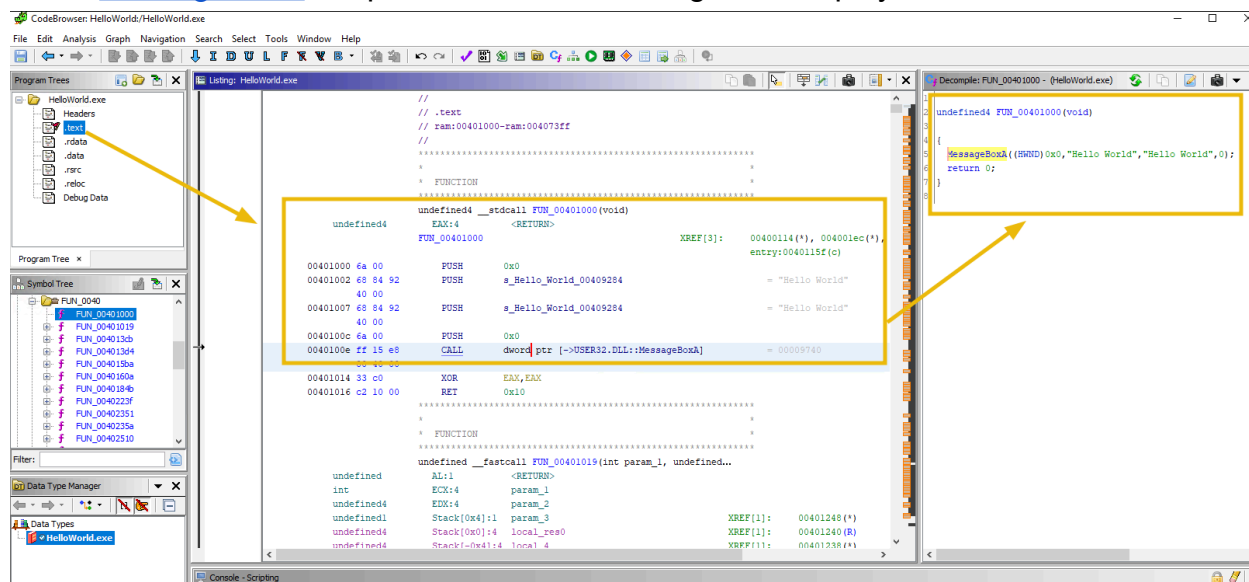 CodeBrowser: HelloWorld:/HelloWorld.exe
File Edit Analysis Graph Navigation Search Select Tools Window Help
I D U L F B
Program Trees
HelloWorld.exe
Headers
.text
.rdata
.data
.rsrc
.reloc
Debug Data
Program Tree ×
Symbol Tree
FUN_0040
f FUN_00401000
f FUN_00401019
f FUN_004013cb
f FUN_004013d4
f FUN_004015ba
f FUN_0040160a
f FUN_0040184b
f FUN_0040223f
f FUN_00402351
f FUN_0040235a
f FUN_00402510
Filter:
Data Type Manager
Data Types
HelloWorld.exe
Listing: HelloWorld.exe
//
// .text
// ram:00401000-ram:004073ff
//
*************************************************************
* *
* FUNCTION *
*************************************************************
undefined4 __stdcall FUN_00401000(void)
undefined4 EAX:4 <RETURN>
FUN_00401000 XREF[3]: 00400114(*), 004001ec(*),
entry:0040115f(c)
00401000 6a 00 PUSH 0x0
00401002 68 84 92 PUSH s_Hello_World_00409284 = "Hello World"
40 00
00401007 68 84 92 PUSH s_Hello_World_00409284 = "Hello World"
40 00
0040100c 6a 00 PUSH 0x0
0040100e ff 15 e8 CALL dword ptr [->USER32.DLL::MessageBoxA] = 00009740
00401014 33 c0 XOR EAX,EAX
00401016 c2 10 00 RET 0x10
*************************************************************
* *
* FUNCTION *
*************************************************************
undefined __fastcall FUN_00401019(int param_1, undefined...
undefined AL:1 <RETURN>
int ECX:4 param_1
undefined4 EDX:4 param_2
undefined1 Stack[0x4]:1 param_3 XREF[1]: 00401248(*)
undefined4 Stack[0x0]:4 local_res0 XREF[1]: 00401240(R)
undefined4 Stack[-0x4]:4 local_4 XREF[1]: 00401238(*)
Decompile: FUN_00401000 - (HelloWorld.exe)
1
2 undefined4 FUN_00401000(void)
3
4 {
5 MessageBoxA((HWND)0x0,"Hello World","Hello World",0);
6 return 0;
7 }
8
Console - Scripting